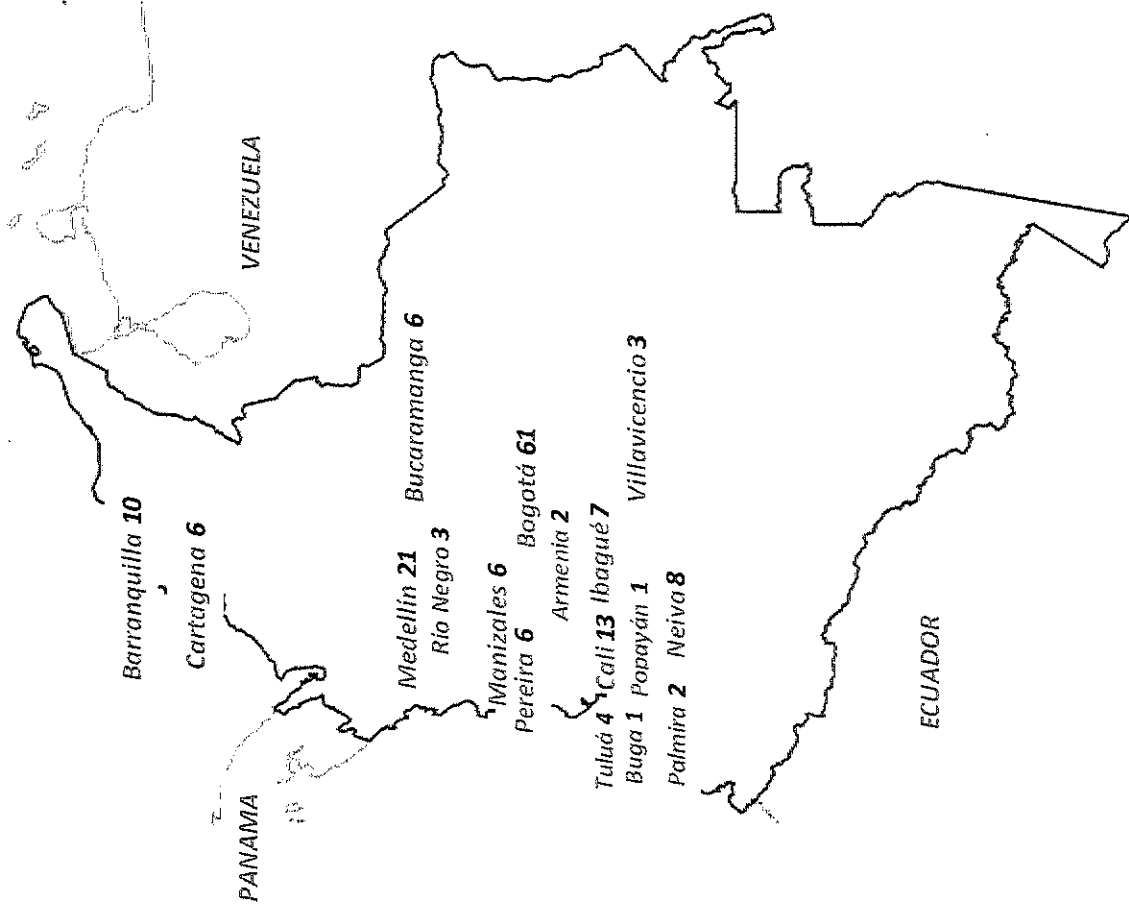 Barranquilla 10
Cartagena 6
PANAMA
VENEZUELA
Medellín 21
Río Negro 3
Bucaramanga 6
Manizales 6
Pereira 6
Bogotá 61
Armenia 2
Tuluá 4 Cali 13 Ibagué 7
Buga 1 Popayán 1
Villavicencio 3
Palmira 2 Neiva 8
ECUADOR